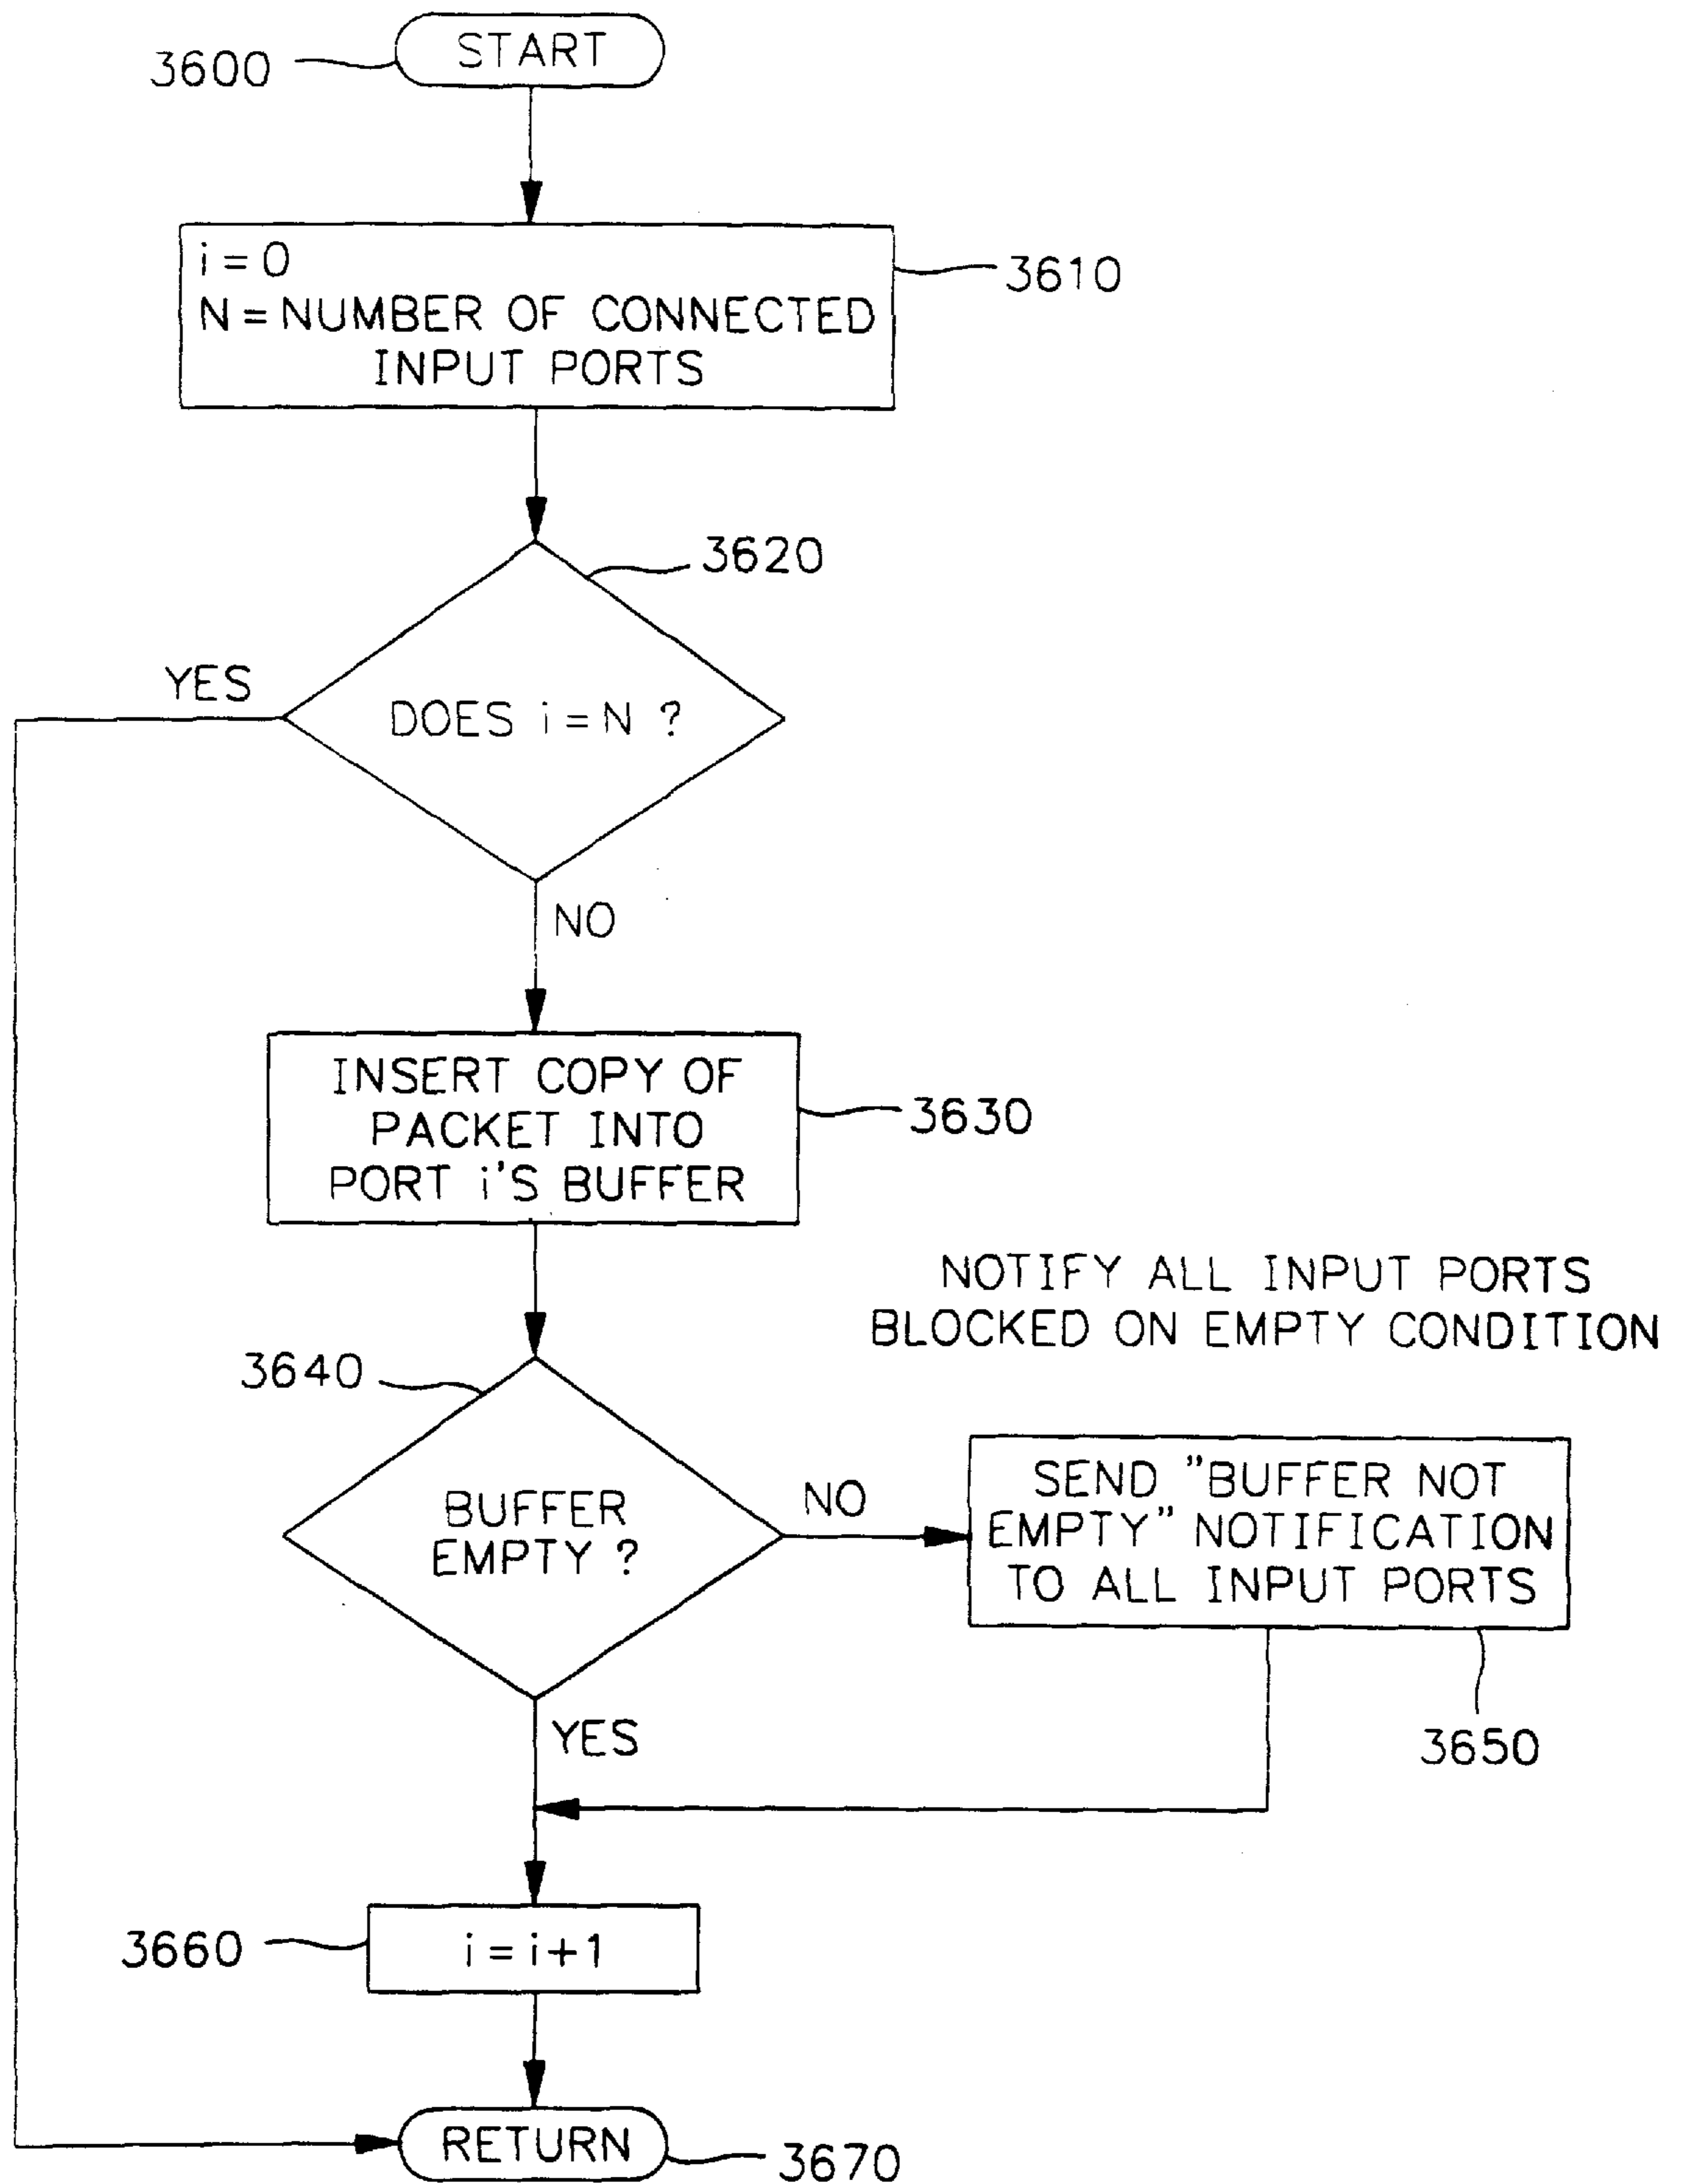 START
3600
i = 0
N = NUMBER OF CONNECTED
INPUT PORTS
3610
3620
YES
DOES i = N ?
NO
INSERT COPY OF
PACKET INTO
PORT i'S BUFFER
3630
NOTIFY ALL INPUT PORTS
BLOCKED ON EMPTY CONDITION
3640
BUFFER
EMPTY ?
NO
SEND "BUFFER NOT
EMPTY" NOTIFICATION
TO ALL INPUT PORTS
YES
3650
3660
i = i+1
RETURN
3670